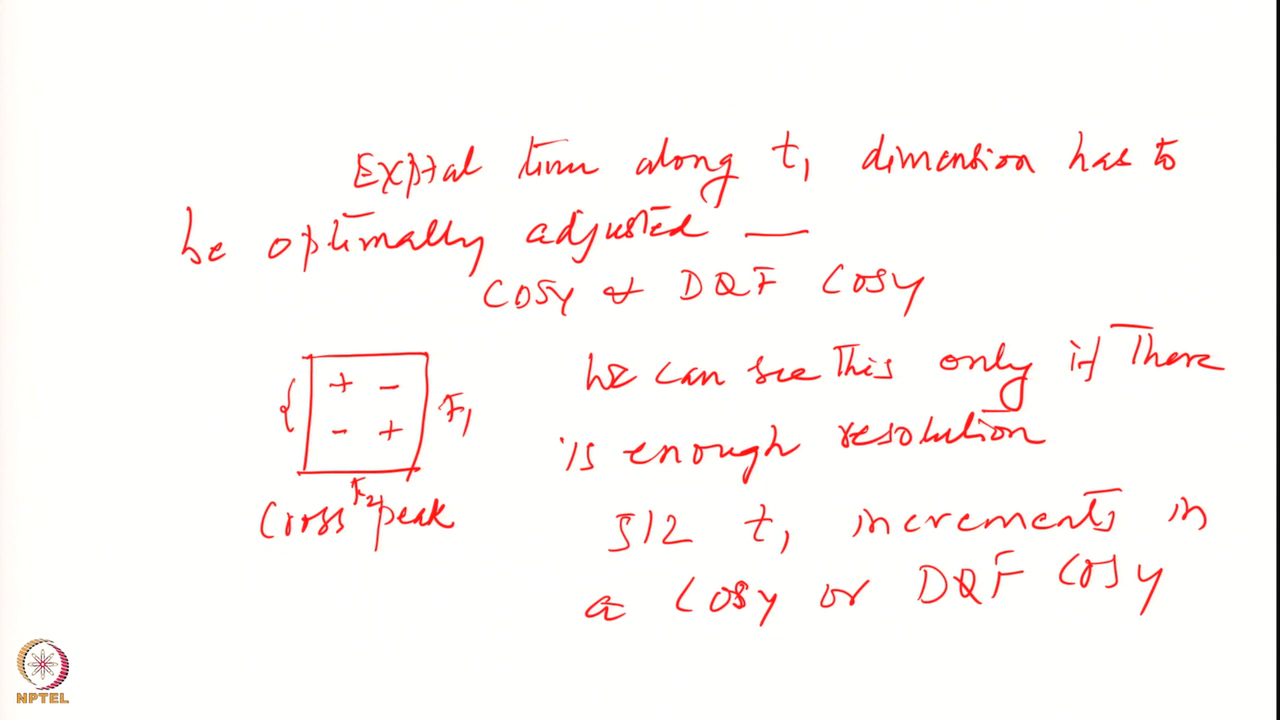 Exptal time along t1 dimension has to
be optimally adjusted —
COSY & DQF COSY
+ -
- +
F1
F2
Cross peak
We can see this only if there
is enough resolution
512 t1 increments in
a COSY or DQF COSY
NPTEL